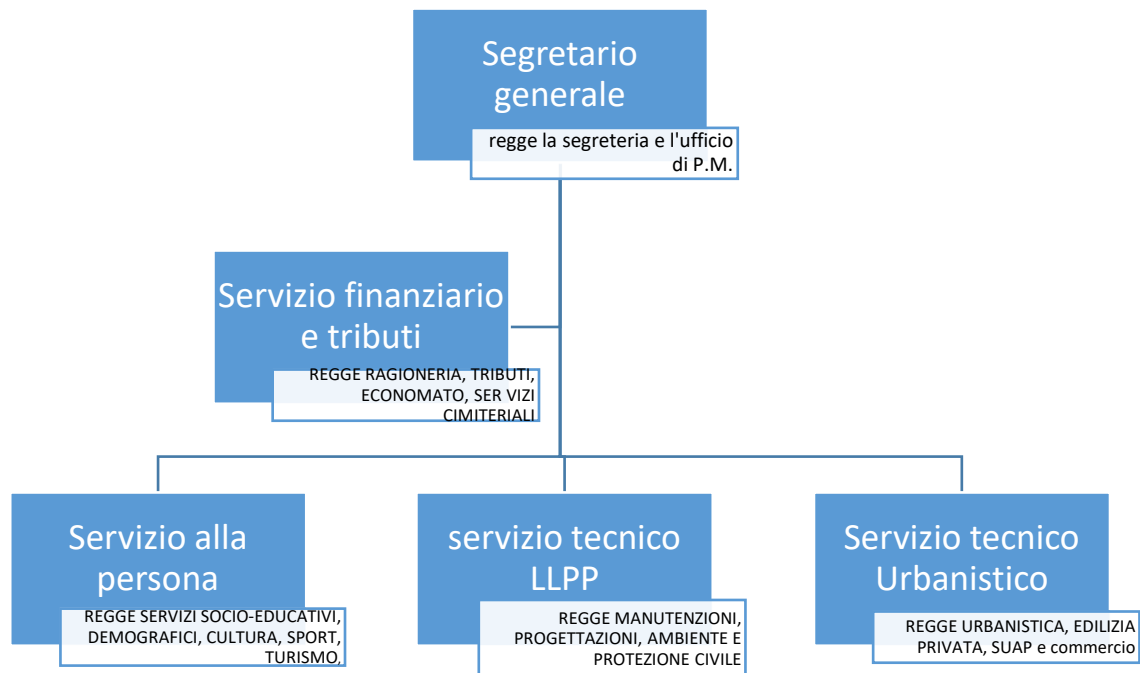 Segretario
generale
regge la segreteria e l'ufficio
di P.M.
Servizio finanziario
e tributi
REGGE RAGIONERIA, TRIBUTI,
ECONOMATO, SER VIZI
CIMITERIALI
Servizio alla
persona
REGGE SERVIZI SOCIO-EDUCATIVI,
DEMOGRAFICI, CULTURA, SPORT,
TURISMO,
servizio tecnico
LLPP
REGGE MANUTENZIONI,
PROGETTAZIONI, AMBIENTE E
PROTEZIONE CIVILE
Servizio tecnico
Urbanistico
REGGE URBANISTICA, EDILIZIA
PRIVATA, SUAP e commercio